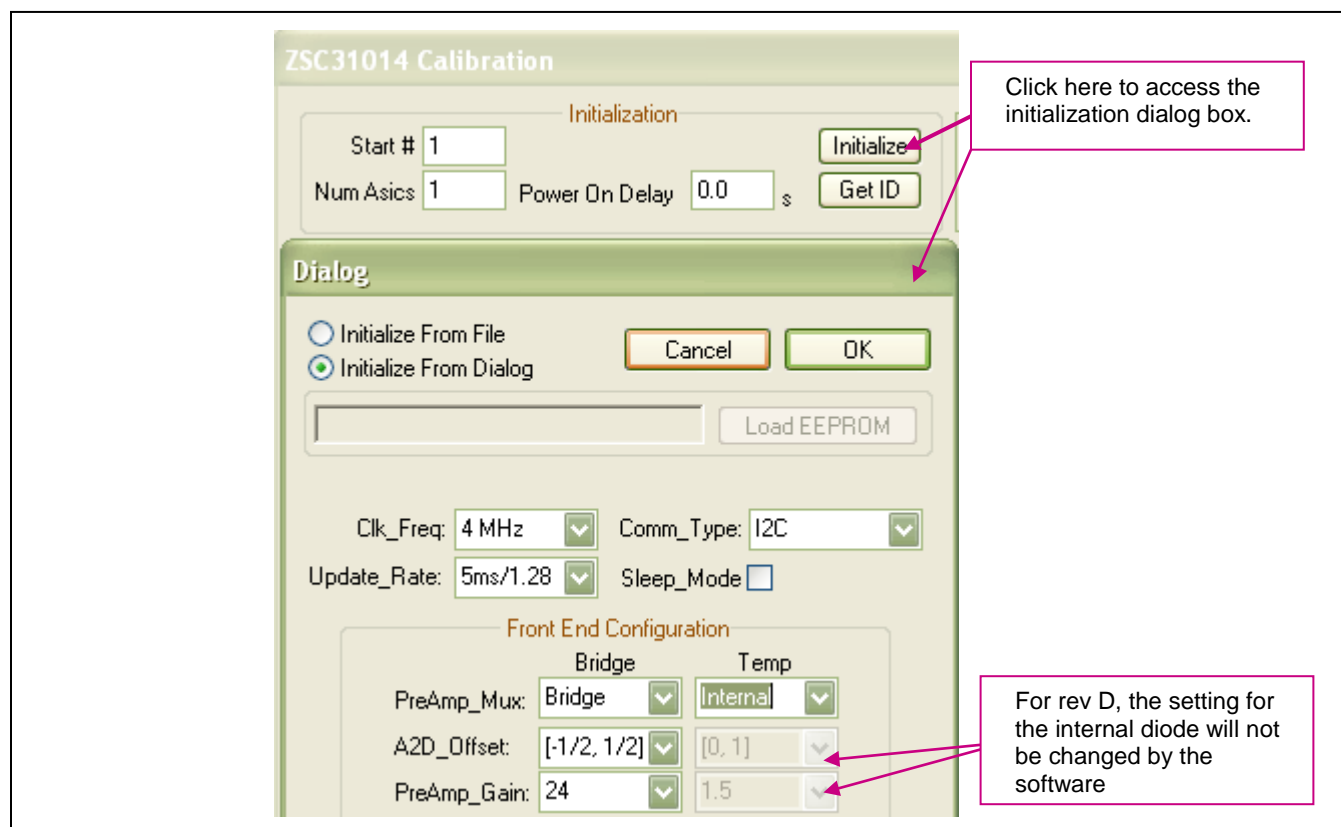 ZSC31014 Calibration
Click here to access the
initialization dialog box.
Initialization
Start # 1
Initialize
Num Asics 1 Power On Delay 0.0 s
Get ID
Dialog
Initialize From File
Initialize From Dialog
Cancel
OK
Load EEPROM
Clk_Freq: 4 MHz Comm_Type: I2C
Update_Rate: 5ms/1.28 Sleep_Mode
Front End Configuration
Bridge Temp
PreAmp_Mux: Bridge Internal
A2D_Offset: [-1/2, 1/2] [0, 1]
PreAmp_Gain: 24 1.5
For rev D, the setting for
the internal diode will not
be changed by the
software